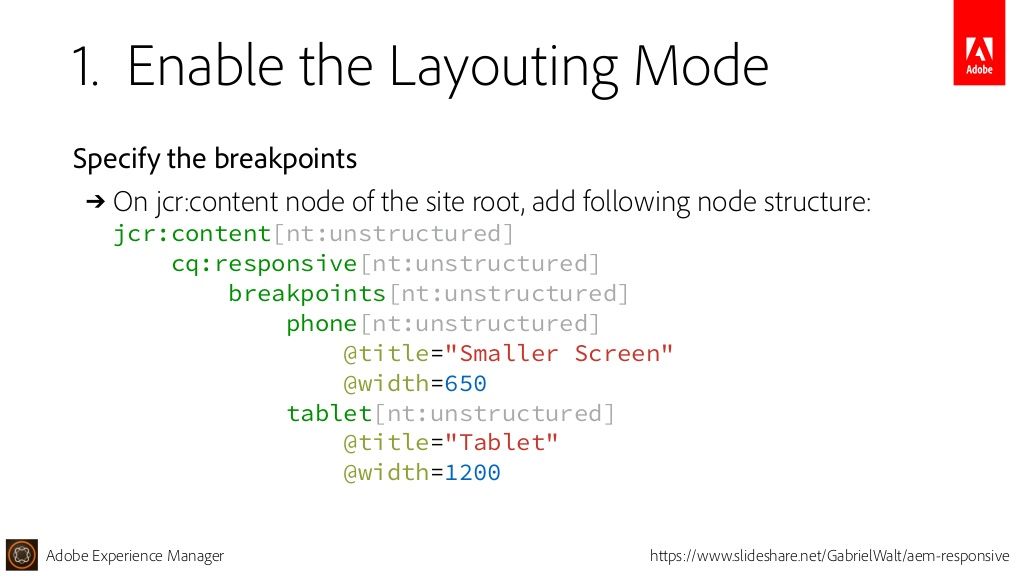 1. Enable the Layouting Mode
Adobe
Specify the breakpoints
➔ On jcr:content node of the site root, add following node structure:
jcr:content[nt:unstructured]
    cq:responsive[nt:unstructured]
        breakpoints[nt:unstructured]
            phone[nt:unstructured]
                @title="Smaller Screen"
                @width=650
            tablet[nt:unstructured]
                @title="Tablet"
                @width=1200
Adobe Experience Manager
https://www.slideshare.net/GabrielWalt/aem-responsive